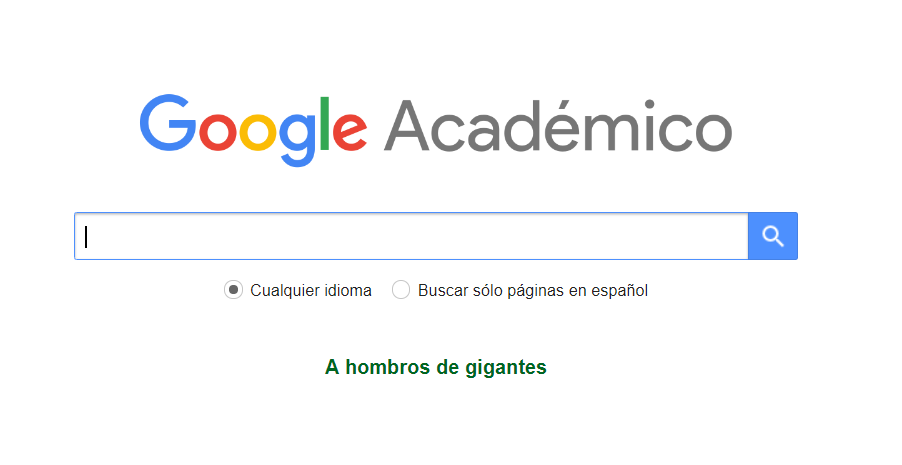 Google Académico
Cualquier idioma Buscar sólo páginas en español
A hombros de gigantes